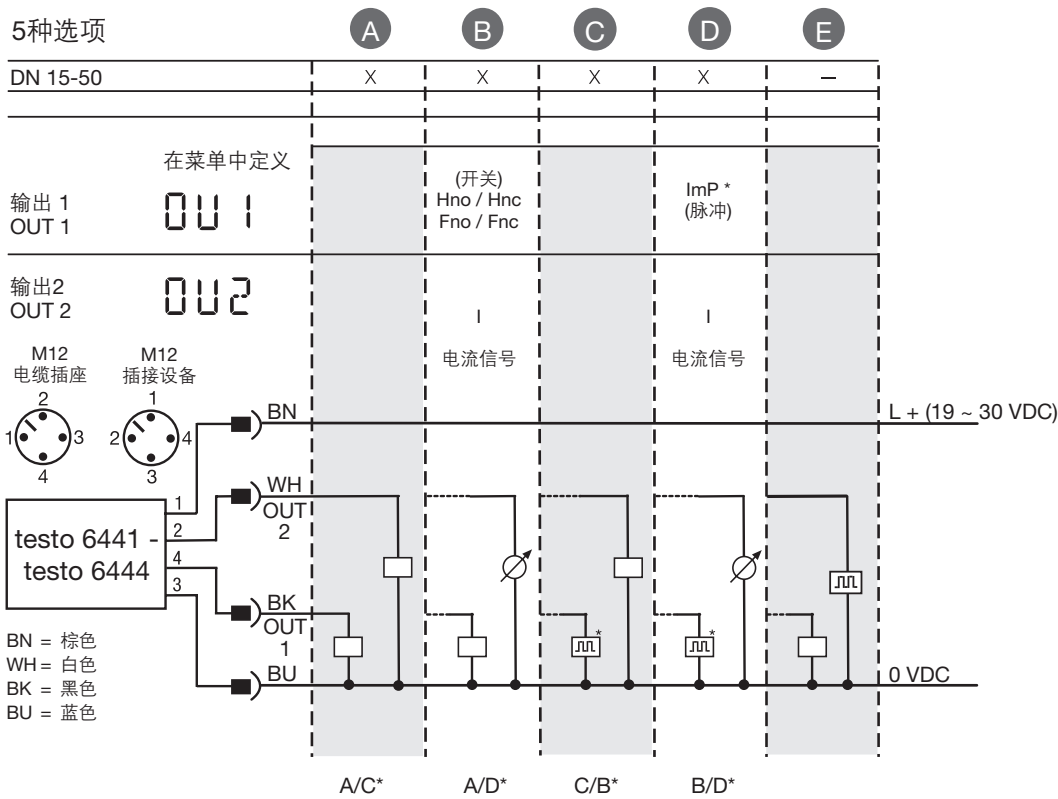 5种选项
A B C D E
DN 15-50 X X X X –
在菜单中定义
输出 1
OUT 1
OU1
(开关)
Hno / Hnc
Fno / Fnc
ImP *
(脉冲)
输出2
OUT 2
OU2
I
电流信号
I
电流信号
M12
电缆插座
M12
插接设备
2
1 3
4
1
2 4
3
BN
L + (19 ~ 30 VDC)
WH
OUT
2
testo 6441 -
testo 6444
1
2
4
3
BK
OUT
1
*
*
BU
0 VDC
BN = 棕色
WH = 白色
BK = 黑色
BU = 蓝色
A/C* A/D* C/B* B/D*